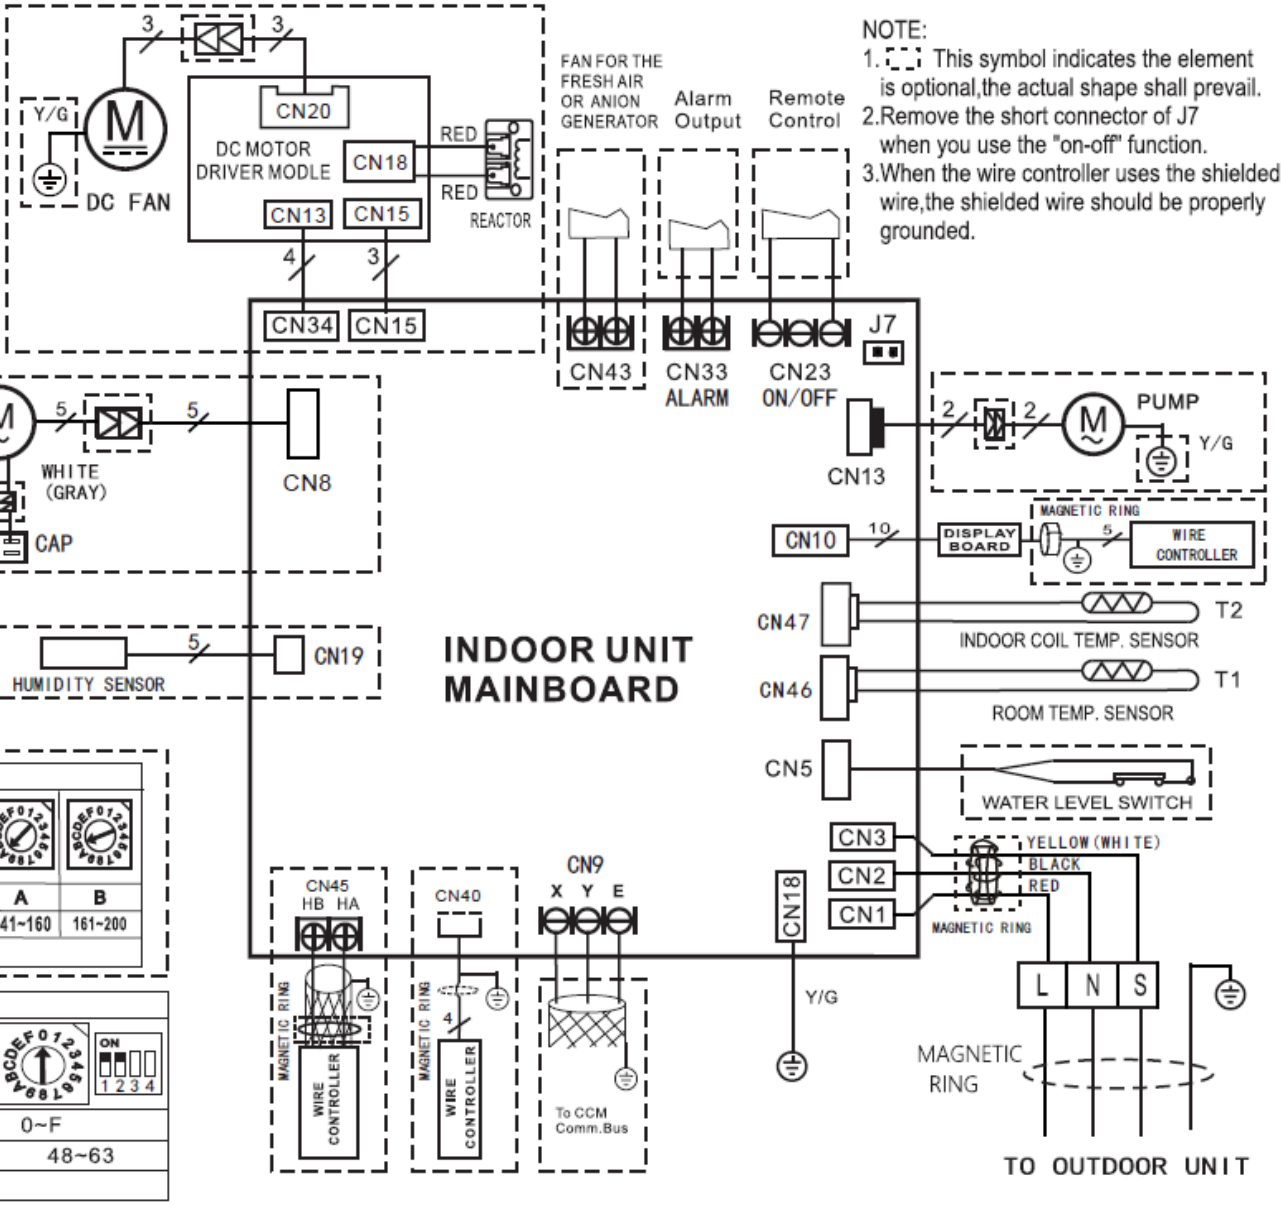 NOTE:
1. This symbol indicates the element
is optional,the actual shape shall prevail.
2.Remove the short connector of J7
when you use the "on-off" function.
3.When the wire controller uses the shielded
wire,the shielded wire should be properly
grounded.
3
3
Y/G
M
DC FAN
CN20
DC MOTOR
DRIVER MODLE
CN18
RED
RED
REACTOR
CN13
CN15
4
3
CN34
CN15
FAN FOR THE
FRESH AIR
OR ANION
GENERATOR
Alarm
Output
Remote
Control
CN43
CN33
ALARM
CN23
ON/OFF
J7
M
5
5
CN8
WHITE
(GRAY)
CAP
CN13
2
2
M
PUMP
Y/G
CN10
10
DISPLAY
BOARD
MAGNETIC RING
5
WIRE
CONTROLLER
CN47
T2
INDOOR COIL TEMP. SENSOR
CN46
T1
ROOM TEMP. SENSOR
HUMIDITY SENSOR
5
CN19
INDOOR UNIT
MAINBOARD
CN5
WATER LEVEL SWITCH
CN3
CN2
CN1
YELLOW(WHITE)
BLACK
RED
MAGNETIC RING
CN18
Y/G
L N S
MAGNETIC
RING
TO OUTDOOR UNIT
0123456789ABCDEF
0123456789ABCDEF
A B
41~160 161~200
0123456789ABCDEF
ON
1 2 3 4
0~F
48~63
CN45
HB HA
MAGNETIC RING
WIRE
CONTROLLER
CN40
MAGNETIC RING
4
WIRE
CONTROLLER
CN9
X Y E
To CCM
Comm.Bus